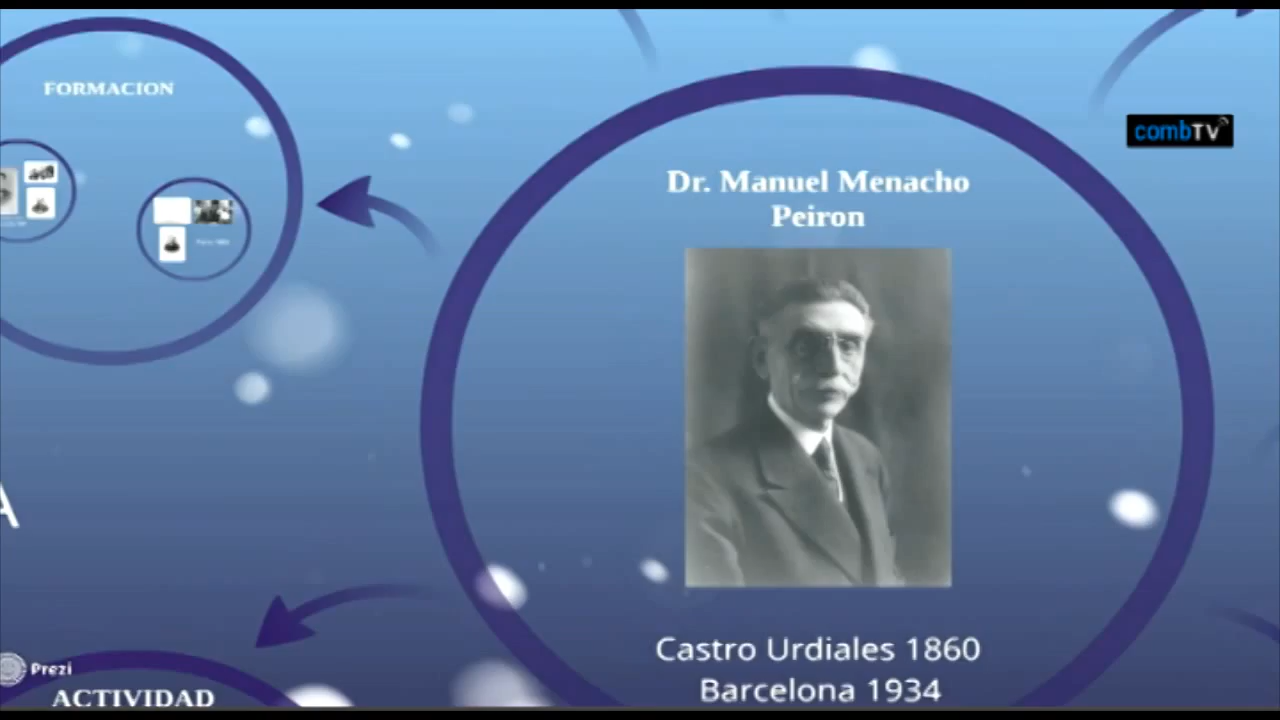 FORMACION
combTV
Dr. Manuel Menacho
Peiron
Castro Urdiales 1860
Barcelona 1934
A
Prezi
ACTIVIDAD